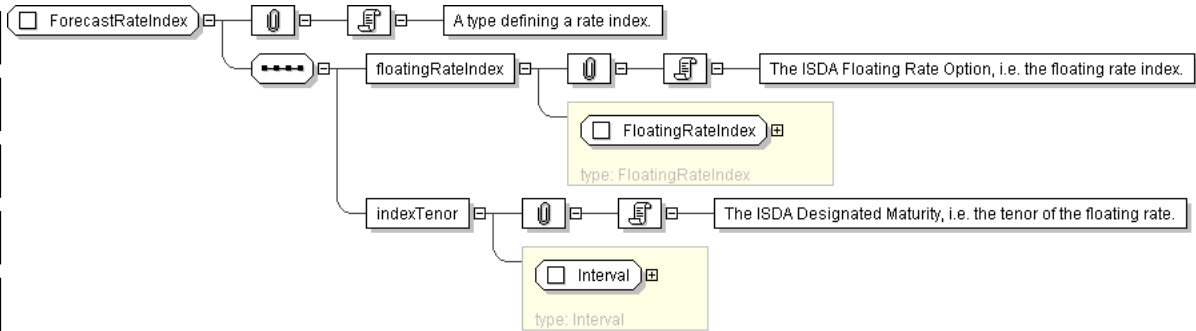 ForecastRateIndex
A type defining a rate index.
floatingRateIndex
The ISDA Floating Rate Option, i.e. the floating rate index.
FloatingRateIndex
type: FloatingRateIndex
indexTenor
The ISDA Designated Maturity, i.e. the tenor of the floating rate.
Interval
type: Interval